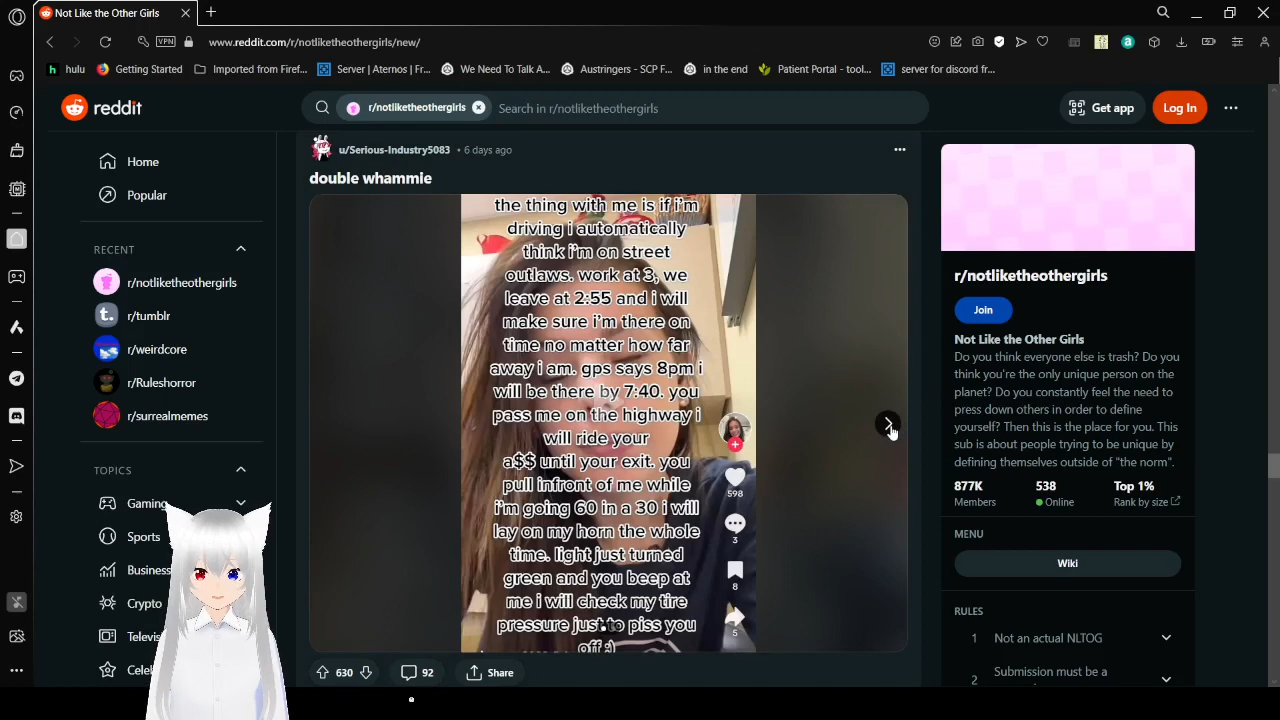 Not Like the Other Girls
VPN
www.reddit.com/r/notliketheothergirls/new/
hulu
Getting Started
Imported from Firef...
Server | Aternos | Fr...
We Need To Talk A...
Austringers - SCP F...
in the end
Patient Portal - tool...
server for discord fr...
reddit
r/notliketheothergirls
Search in r/notliketheothergirls
Get app
Log In
Home
Popular
RECENT
r/notliketheothergirls
r/tumblr
r/weirdcore
r/Ruleshorror
r/surrealmemes
TOPICS
Gaming
Sports
Business
Crypto
Televis
Celeb
u/Serious-Industry5083 • 6 days ago
double whammie
the thing with me is if i'm
driving i automatically
think i'm on street
outlaws. work at 3, we
leave at 2:55 and i will
make sure i'm there on
time no matter how far
away i am. gps says 8pm i
will be there by 7:40. you
pass me on the highway i
will ride your
a$$ until your exit. you
pull infront of me while
i'm going 60 in a 30 i will
lay on my horn the whole
time. light just turned
green and you beep at
me i will check my tire
pressure just to piss you
off :)
598
3
8
5
630
92
Share
r/notliketheothergirls
Join
Not Like the Other Girls
Do you think everyone else is trash? Do you
think you're the only unique person on the
planet? Do you constantly feel the need to
press down others in order to define
yourself? Then this is the place for you. This
sub is about people trying to be unique by
defining themselves outside of "the norm".
877K
Members
538
Online
Top 1%
Rank by size
MENU
Wiki
RULES
1
Not an actual NLTOG
2
Submission must be a